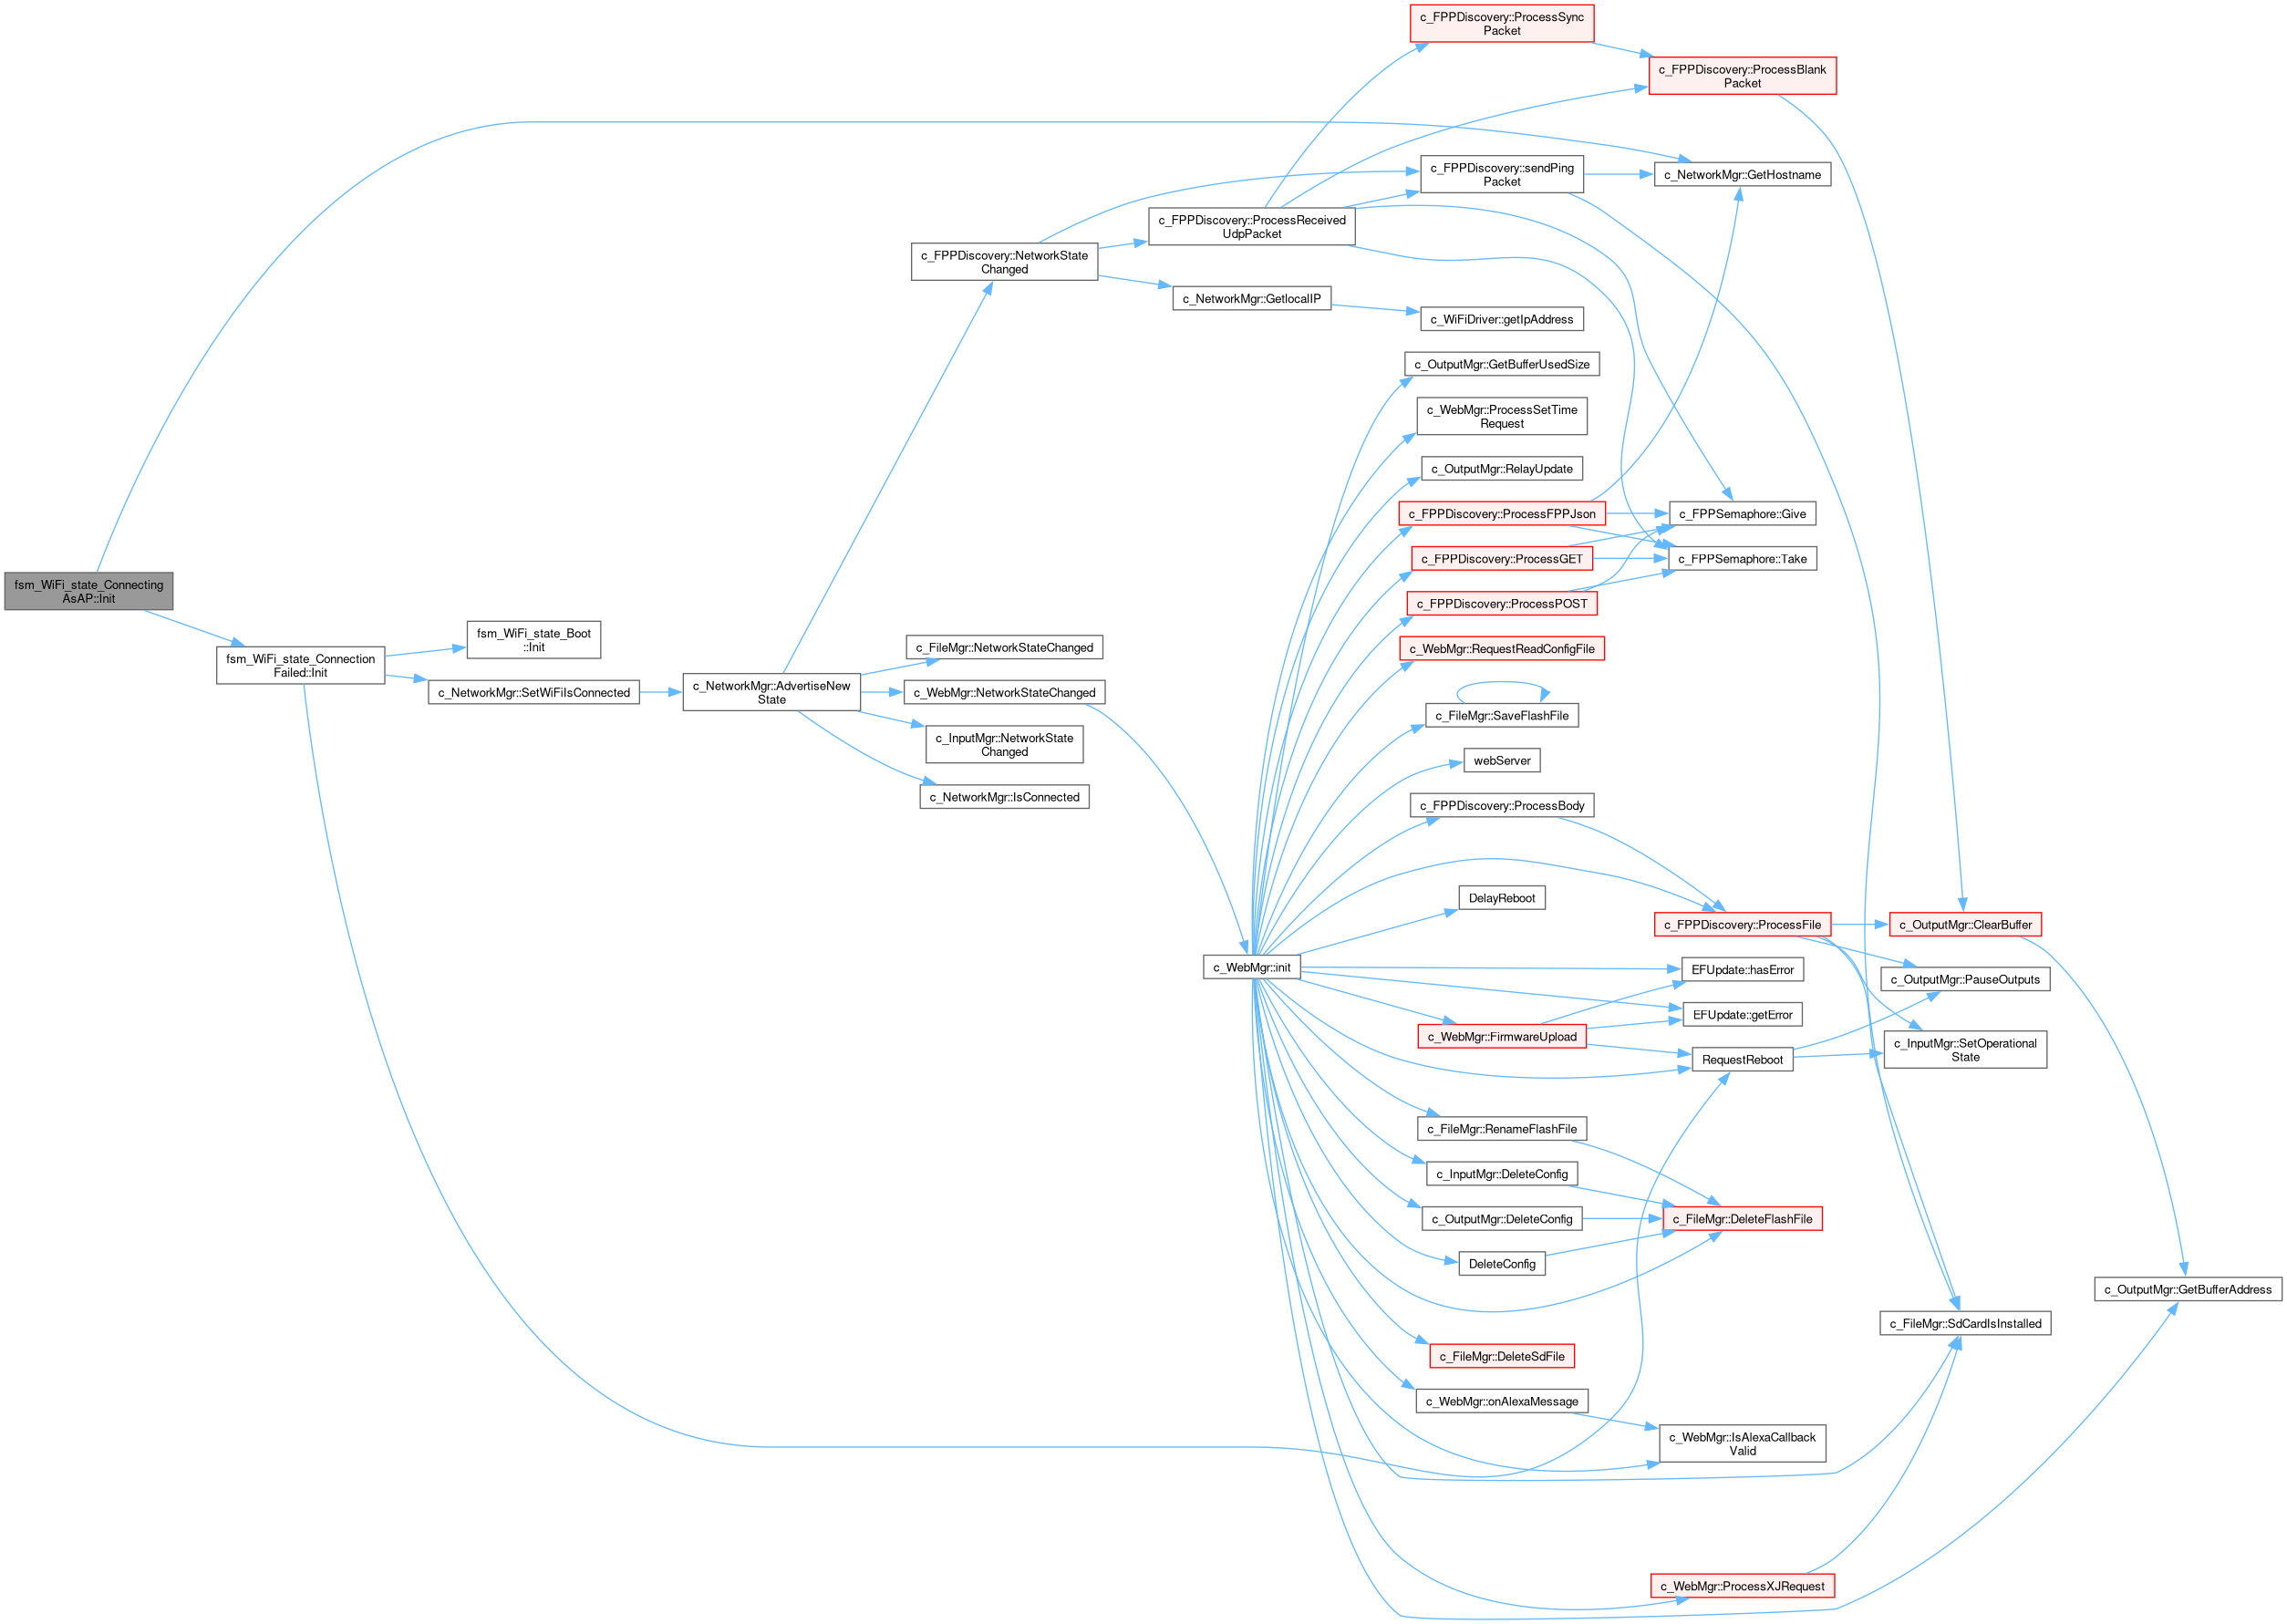 c_FPPDiscovery::ProcessSync
Packet
c_FPPDiscovery::ProcessBlank
Packet
c_FPPDiscovery::sendPing
Packet
c_NetworkMgr::GetHostname
c_FPPDiscovery::ProcessReceived
UdpPacket
c_FPPDiscovery::NetworkState
Changed
c_NetworkMgr::GetlocalIP
c_WiFiDriver::getIpAddress
c_OutputMgr::GetBufferUsedSize
c_WebMgr::ProcessSetTime
Request
c_OutputMgr::RelayUpdate
c_FPPDiscovery::ProcessFPPJson
c_FPPSemaphore::Give
c_FPPDiscovery::ProcessGET
c_FPPSemaphore::Take
fsm_WiFi_state_Connecting
AsAP::Init
c_FPPDiscovery::ProcessPOST
fsm_WiFi_state_Boot
::Init
c_FileMgr::NetworkStateChanged
c_WebMgr::RequestReadConfigFile
fsm_WiFi_state_Connection
Failed::Init
c_NetworkMgr::SetWiFiIsConnected
c_NetworkMgr::AdvertiseNew
State
c_WebMgr::NetworkStateChanged
c_FileMgr::SaveFlashFile
c_InputMgr::NetworkState
Changed
webServer
c_NetworkMgr::IsConnected
c_FPPDiscovery::ProcessBody
DelayReboot
c_FPPDiscovery::ProcessFile
c_OutputMgr::ClearBuffer
c_WebMgr::init
EFUpdate::hasError
c_OutputMgr::PauseOutputs
EFUpdate::getError
c_WebMgr::FirmwareUpload
c_InputMgr::SetOperational
State
RequestReboot
c_FileMgr::RenameFlashFile
c_InputMgr::DeleteConfig
c_OutputMgr::DeleteConfig
c_FileMgr::DeleteFlashFile
DeleteConfig
c_OutputMgr::GetBufferAddress
c_FileMgr::SdCardIsInstalled
c_FileMgr::DeleteSdFile
c_WebMgr::onAlexaMessage
c_WebMgr::IsAlexaCallback
Valid
c_WebMgr::ProcessXJRequest